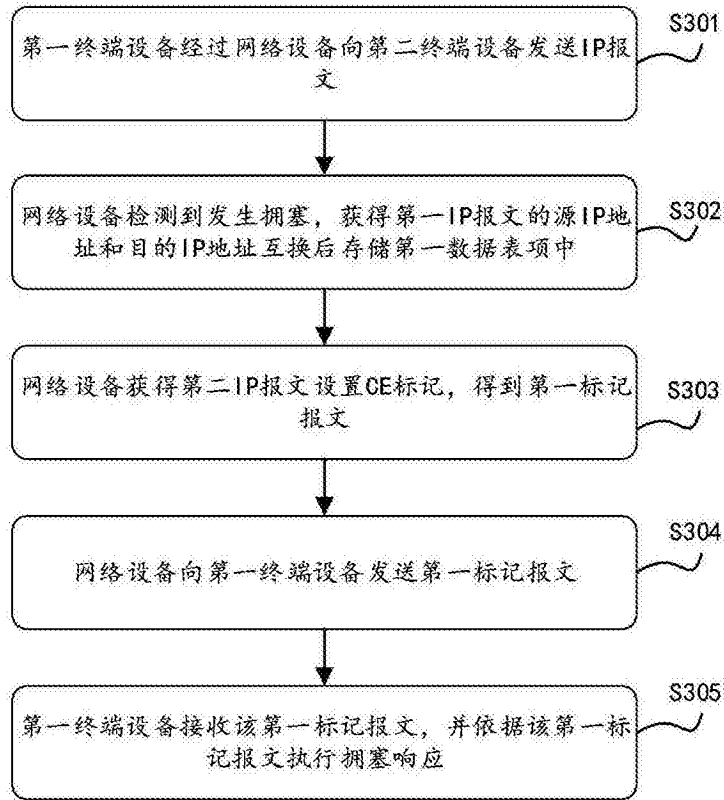 S301
第一终端设备经过网络设备向第二终端设备发送IP报
文
S302
网络设备检测到发生拥塞，获得第一IP报文的源IP地
址和目的IP地址互换后存储第一数据表项中
S303
网络设备获得第二IP报文设置CE标记，得到第一标记
报文
S304
网络设备向第一终端设备发送第一标记报文
S305
第一终端设备接收该第一标记报文，并依据该第一标
记报文执行拥塞响应